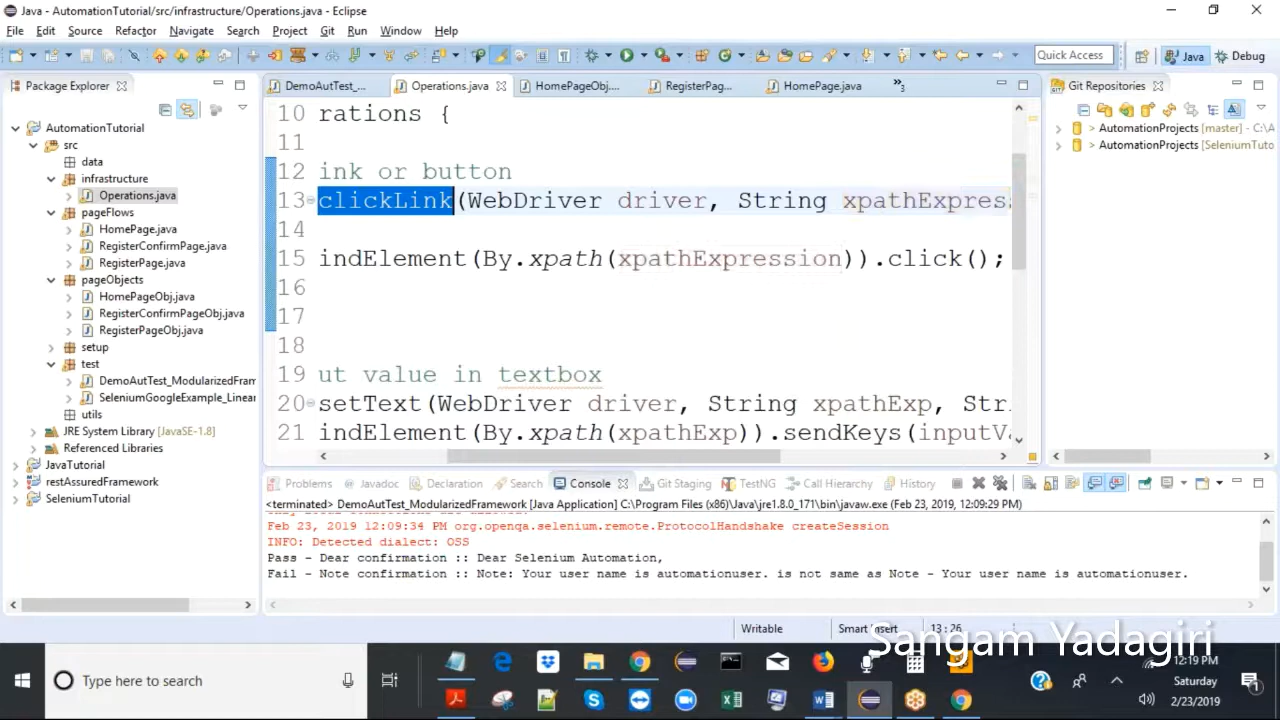 Java - AutomationTutorial/src/infrastructure/Operations.java - Eclipse
File Edit Source Refactor Navigate Search Project Git Run Window Help
Quick Access Java Debug
Package Explorer
AutomationTutorial
src
data
infrastructure
Operations.java
pageFlows
HomePage.java
RegisterConfirmPage.java
RegisterPage.java
pageObjects
HomePageObj.java
RegisterConfirmPageObj.java
RegisterPageObj.java
setup
test
DemoAutTest_ModularizedFram
SeleniumGoogleExample_Linear
utils
JRE System Library [JavaSE-1.8]
Referenced Libraries
JavaTutorial
restAssuredFramework
SeleniumTutorial
DemoAutTest_... Operations.java HomePageObj.... RegisterPag... HomePage.java »3
10 rations {
11
12 ink or button
13 clickLink(WebDriver driver, String xpathExpress
14
15 indElement(By.xpath(xpathExpression)).click();
16
17
18
19 ut value in textbox
20 setText(WebDriver driver, String xpathExp, Str
21 indElement(By.xpath(xpathExp)).sendKeys(inputVa
Git Repositories
> AutomationProjects [master] - C:\A
> AutomationProjects [SeleniumTuto
Problems Javadoc Declaration Search Console Git Staging TestNG Call Hierarchy History
<terminated> DemoAutTest_ModularizedFramework [Java Application] C:\Program Files (x86)\Java\jre1.8.0_171\bin\javaw.exe (Feb 23, 2019 12:09:29 PM)
Feb 23, 2019 12:09:34 PM org.openqa.selenium.remote.ProtocolHandshake createSession
INFO: Detected dialect: OSS
Pass - Dear confirmation :: Dear Selenium Automation,
Fail - Note confirmation :: Note: Your user name is automationuser. is not same as Note - Your user name is automationuser.
Writable Smart Insert 13 : 26
Sangam Yadagiri
Type here to search
12:19 PM
Saturday
2/23/2019